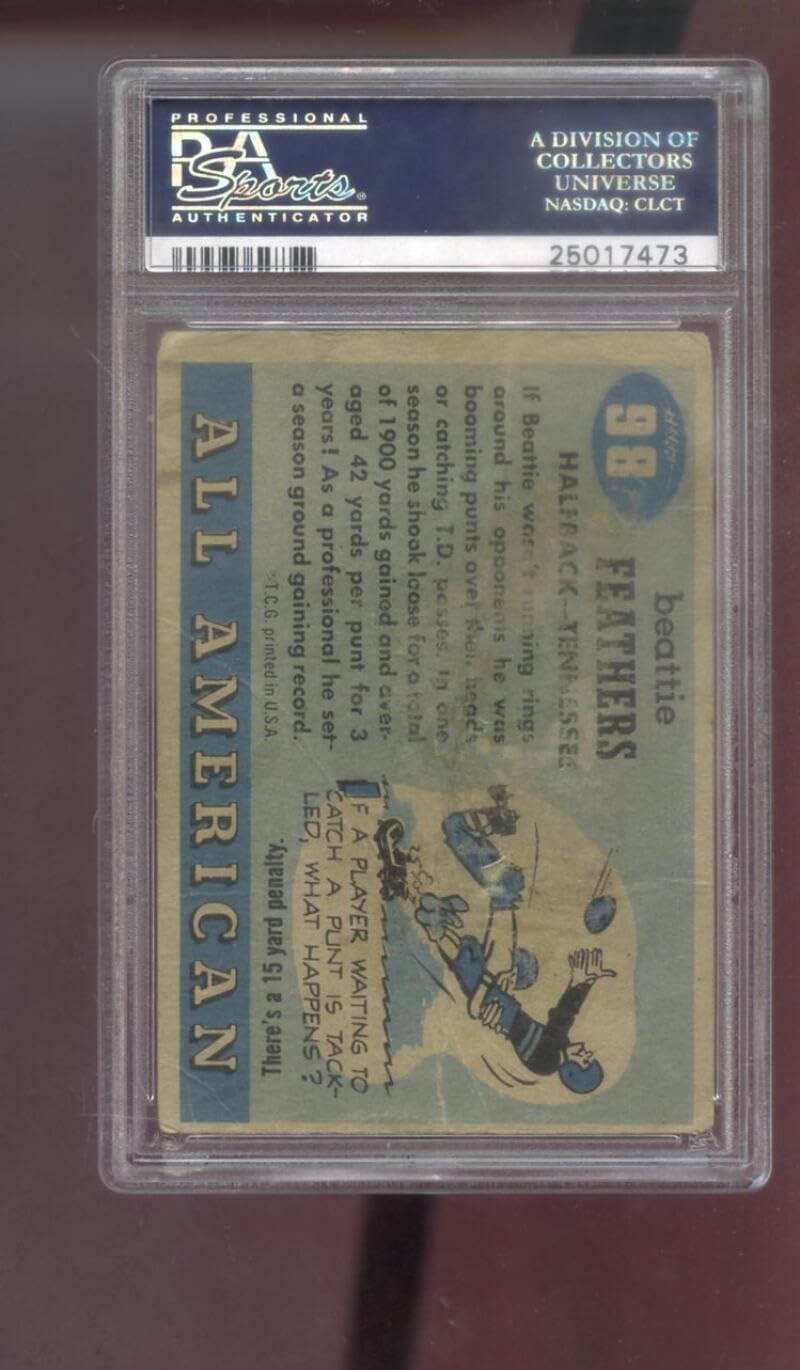 PROFESSIONAL
PSA
Sports®
AUTHENTICATOR
A DIVISION OF
COLLECTORS
UNIVERSE
NASDAQ: CLCT
25017473
98
beattie
FEATHERS
HALFBACK—TENNESSEE
If Beattie wasn't running rings
around his opponents he was
booming punts over their heads
or catching T.D. passes. In one
season he shook loose for a total
of 1900 yards gained and aver-
aged 42 yards per punt for 3
years! As a professional he set
a season ground gaining record.
T.C.G. printed in U.S.A.
IF A PLAYER WAITING TO
CATCH A PUNT IS TACK-
LED, WHAT HAPPENS?
There's a 15 yard penalty.
ALL AMERICAN